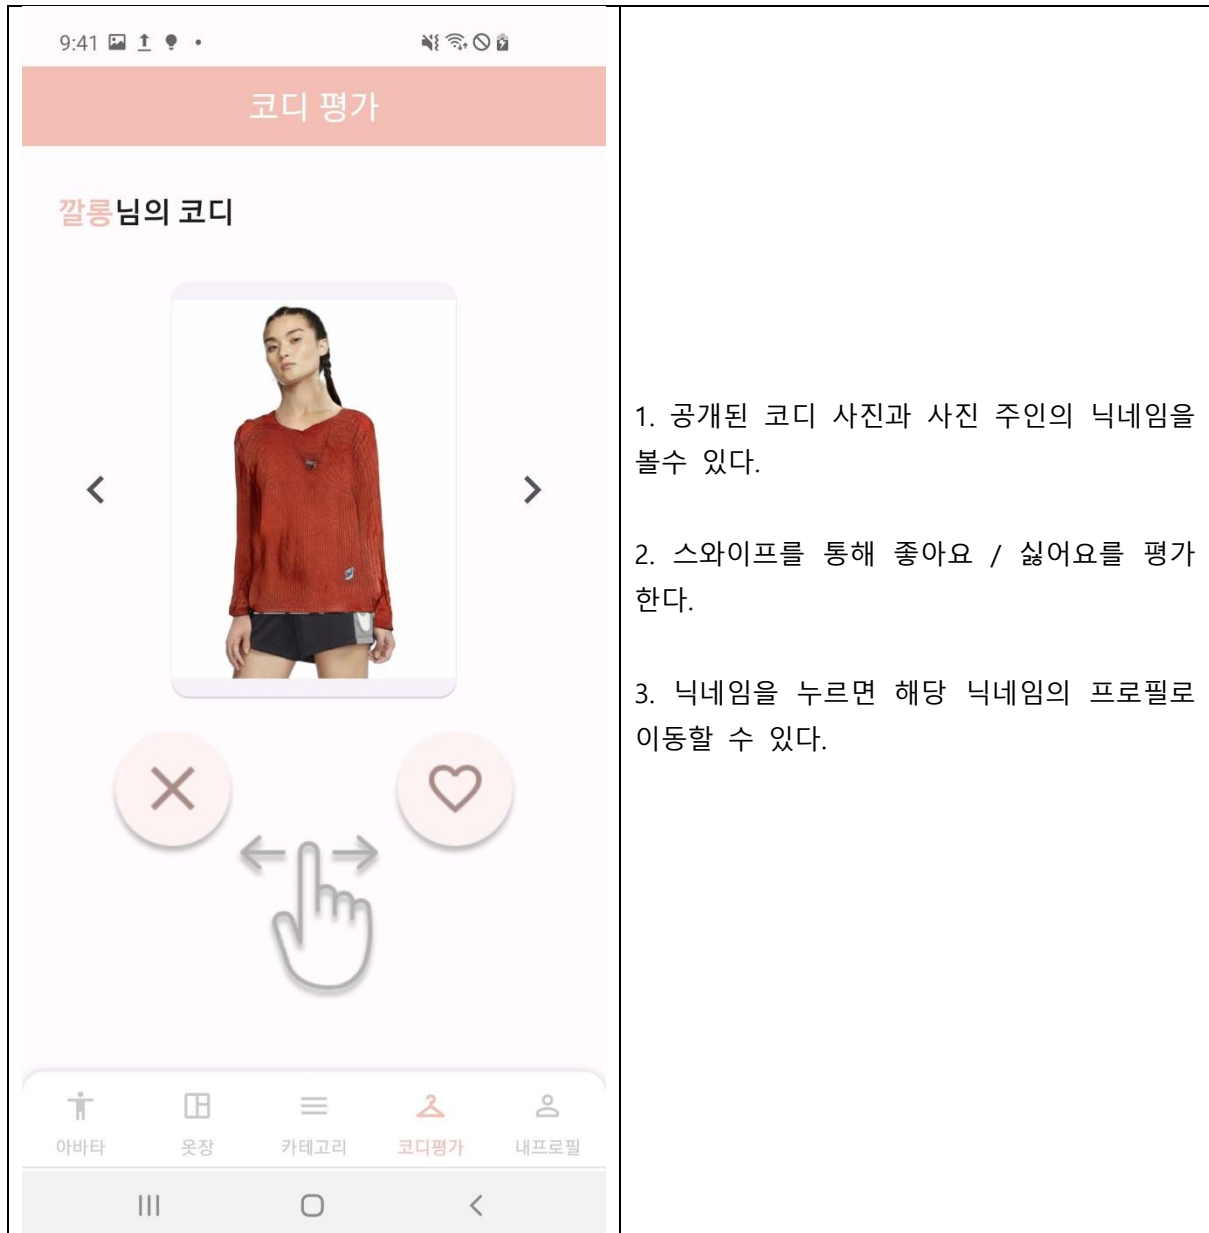 9:41
코디 평가
깔롱님의 코디
아바타 옷장 카테고리 코디평가 내프로필
1. 공개된 코디 사진과 사진 주인의 닉네임을
볼수 있다.
2. 스와이프를 통해 좋아요 / 싫어요를 평가
한다.
3. 닉네임을 누르면 해당 닉네임의 프로필로
이동할 수 있다.